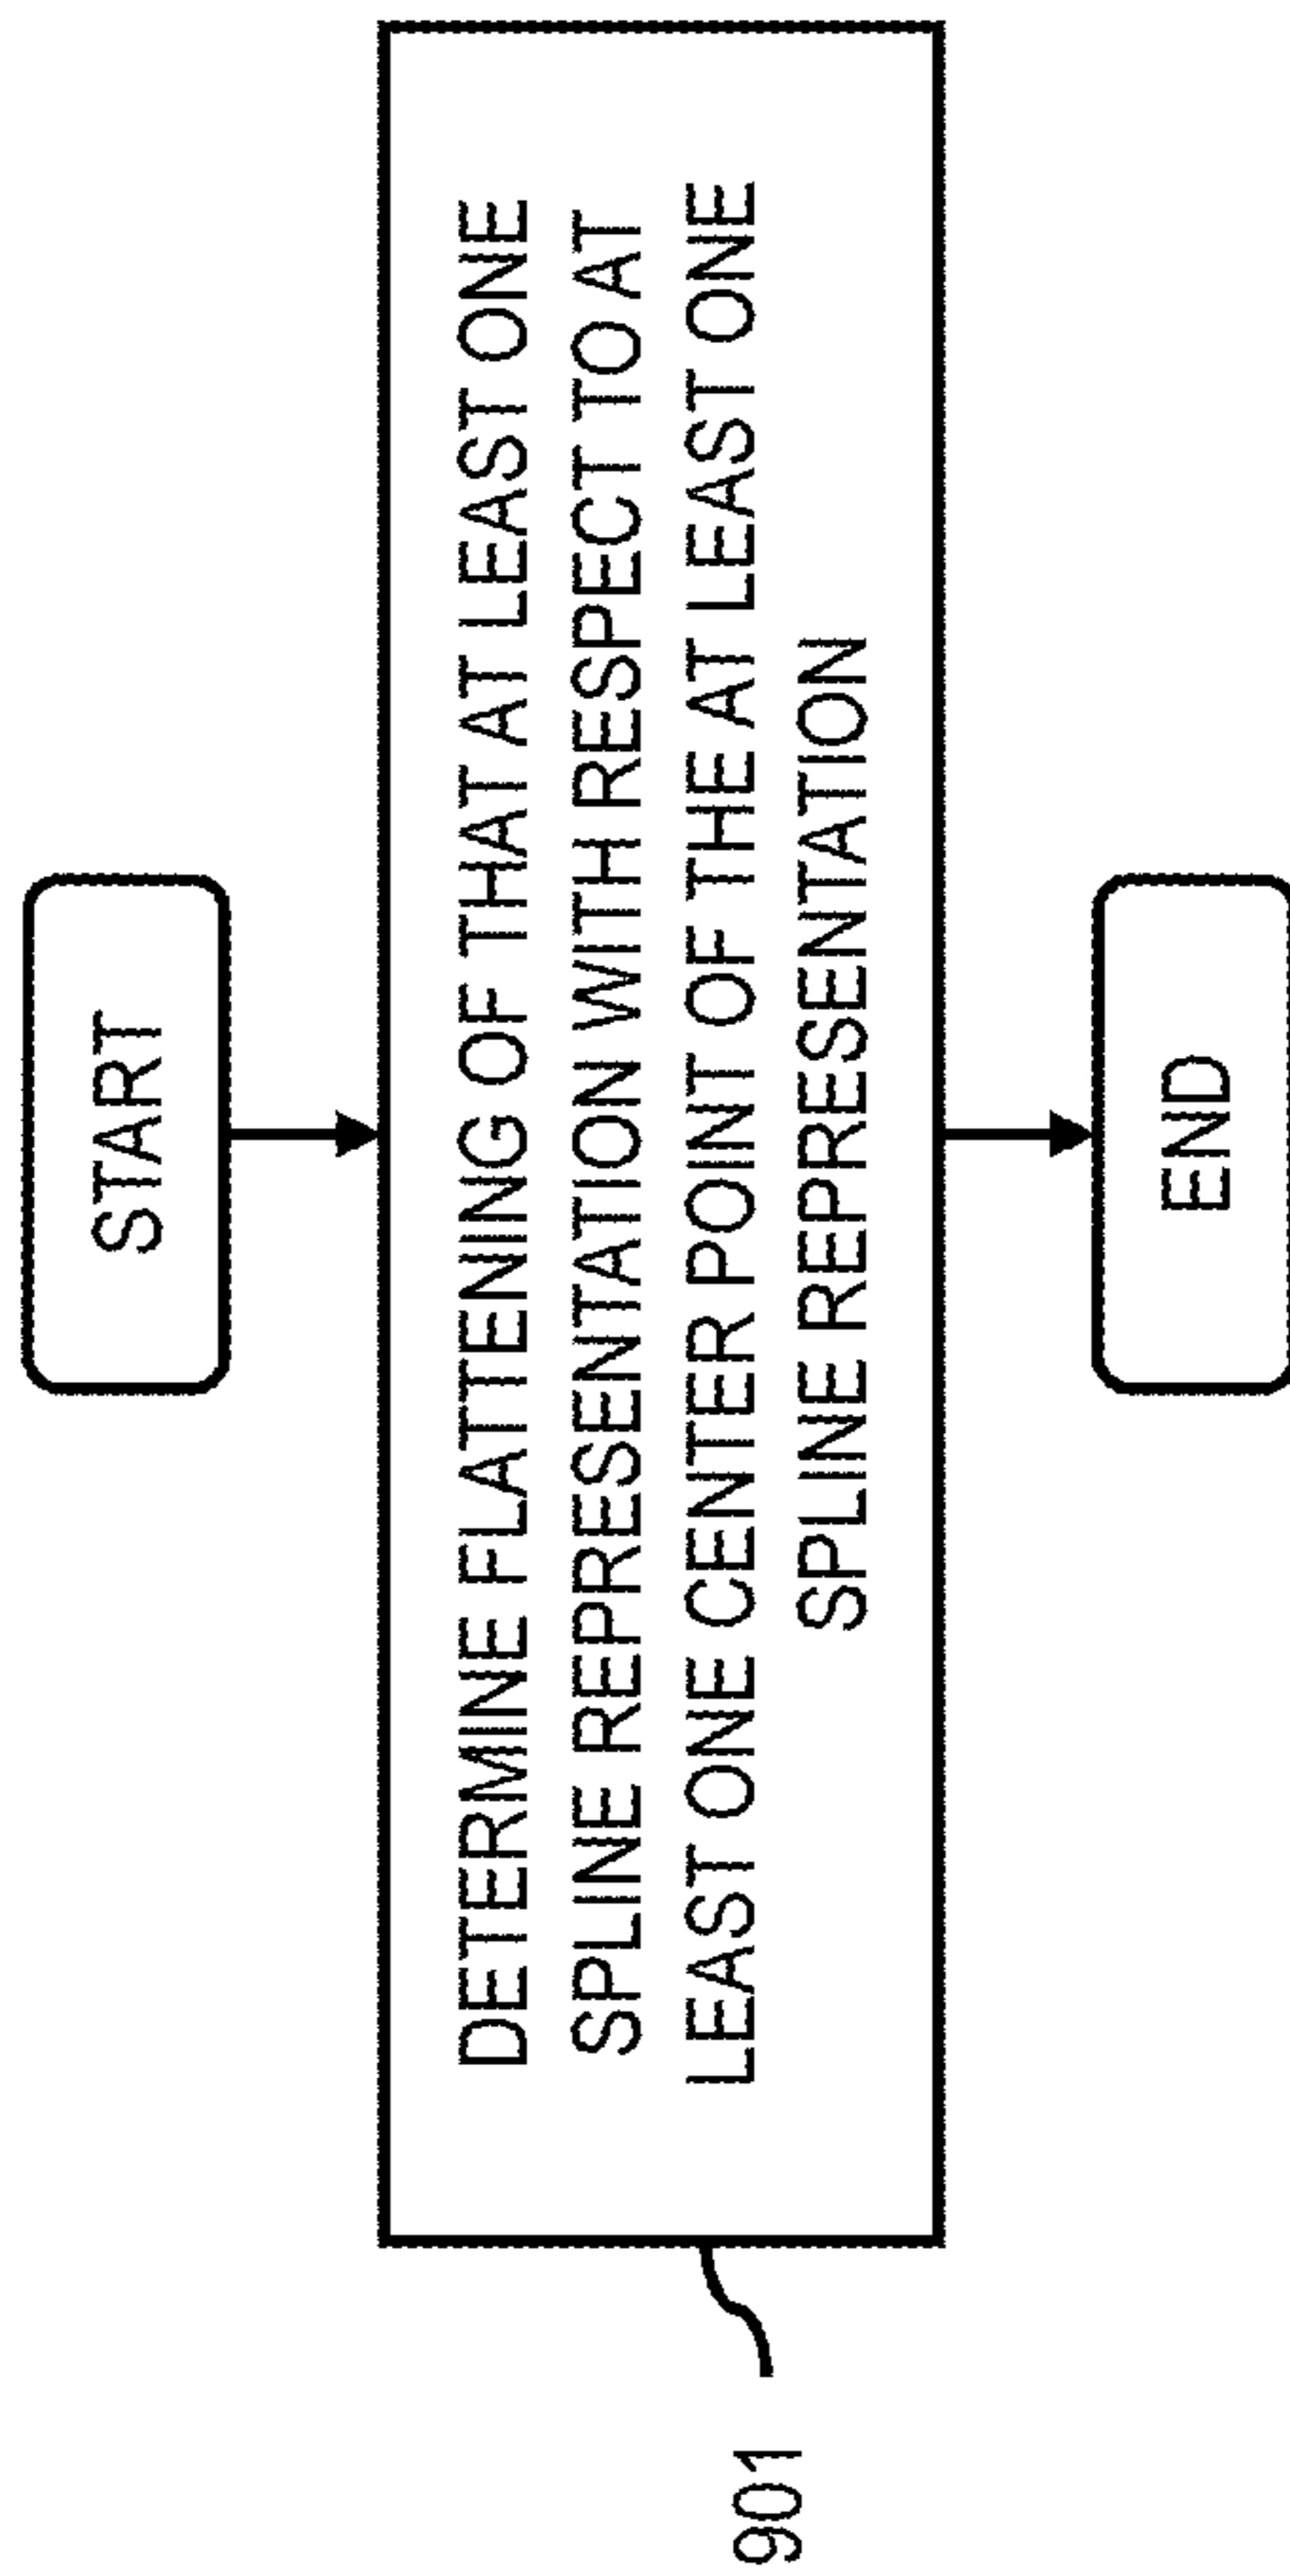 START
DETERMINE FLATTENING OF THAT AT LEAST ONE
SPLINE REPRESENTATION WITH RESPECT TO AT
LEAST ONE CENTER POINT OF THE AT LEAST ONE
SPLINE REPRESENTATION
901
END